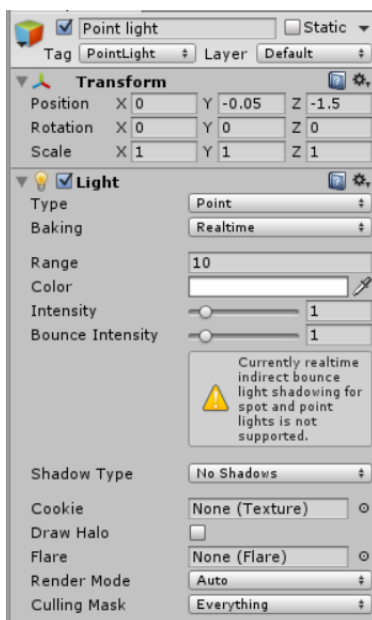 Point light Static
Tag PointLight Layer Default
Transform
Position X 0 Y -0.05 Z -1.5
Rotation X 0 Y 0 Z 0
Scale X 1 Y 1 Z 1
Light
Type Point
Baking Realtime
Range 10
Color
Intensity 1
Bounce Intensity 1
Currently realtime
indirect bounce
light shadowing for
spot and point
lights is not
supported.
Shadow Type No Shadows
Cookie None (Texture)
Draw Halo
Flare None (Flare)
Render Mode Auto
Culling Mask Everything